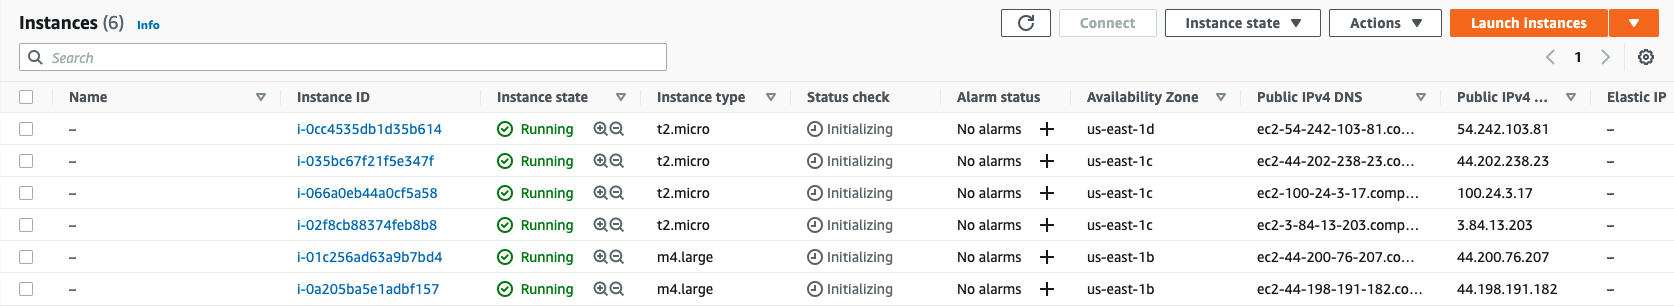 Instances (6) Info Connect Instance state Actions Launch instances
Search 1
Name Instance ID Instance state Instance type Status check Alarm status Availability Zone Public IPv4 DNS Public IPv4 ... Elastic IP
– i-0cc4535db1d35b614 Running t2.micro Initializing No alarms + us-east-1d ec2-54-242-103-81.co... 54.242.103.81 –
– i-035bc67f21f5e347f Running t2.micro Initializing No alarms + us-east-1c ec2-44-202-238-23.co... 44.202.238.23 –
– i-066a0eb44a0cf5a58 Running t2.micro Initializing No alarms + us-east-1c ec2-100-24-3-17.comp... 100.24.3.17 –
– i-02f8cb88374feb8b8 Running t2.micro Initializing No alarms + us-east-1c ec2-3-84-13-203.comp... 3.84.13.203 –
– i-01c256ad63a9b7bd4 Running m4.large Initializing No alarms + us-east-1b ec2-44-200-76-207.co... 44.200.76.207 –
– i-0a205ba5e1adbf157 Running m4.large Initializing No alarms + us-east-1b ec2-44-198-191-182.co... 44.198.191.182 –